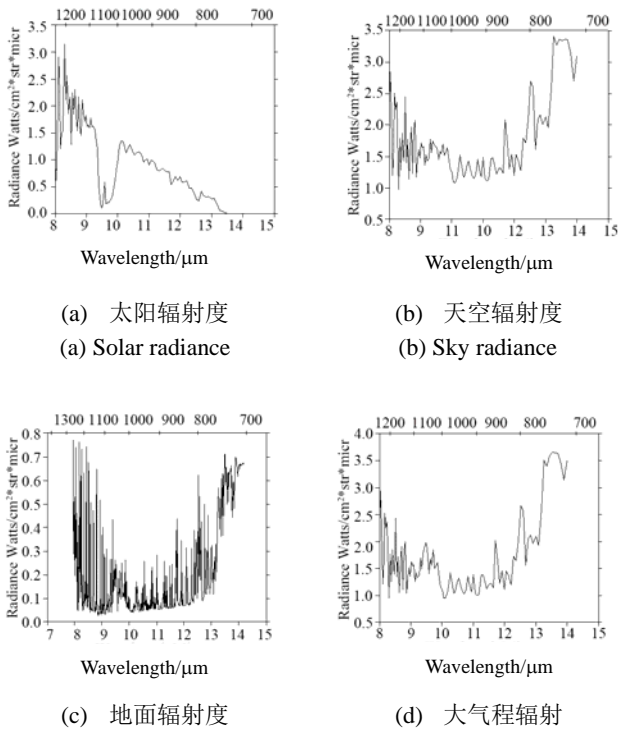 1200 1100 1000 900 800 700
3.5
3.0
2.5
2.0
1.5
1.0
0.5
0.0
Radiance Watts/cm²*str*micr
8 9 10 11 12 13 14 15
Wavelength/μm
(a) 太阳辐射度
(a) Solar radiance
1200 1100 1000 900 800 700
3.5
3.0
2.5
2.0
1.5
1.0
0.5
Radiance Watts/cm²*str*micr
8 9 10 11 12 13 14 15
Wavelength/μm
(b) 天空辐射度
(b) Sky radiance
1300 1200 1100 1000 900 800 700
0.8
0.7
0.6
0.5
0.4
0.3
0.2
0.1
0.0
Radiance Watts/cm²*str*micr
7 8 9 10 11 12 13 14 15
Wavelength/μm
(c) 地面辐射度
1200 1100 1000 900 800 700
4.0
3.5
3.0
2.5
2.0
1.5
1.0
0.5
Radiance Watts/cm²*str*micr
8 9 10 11 12 13 14 15
Wavelength/μm
(d) 大气程辐射